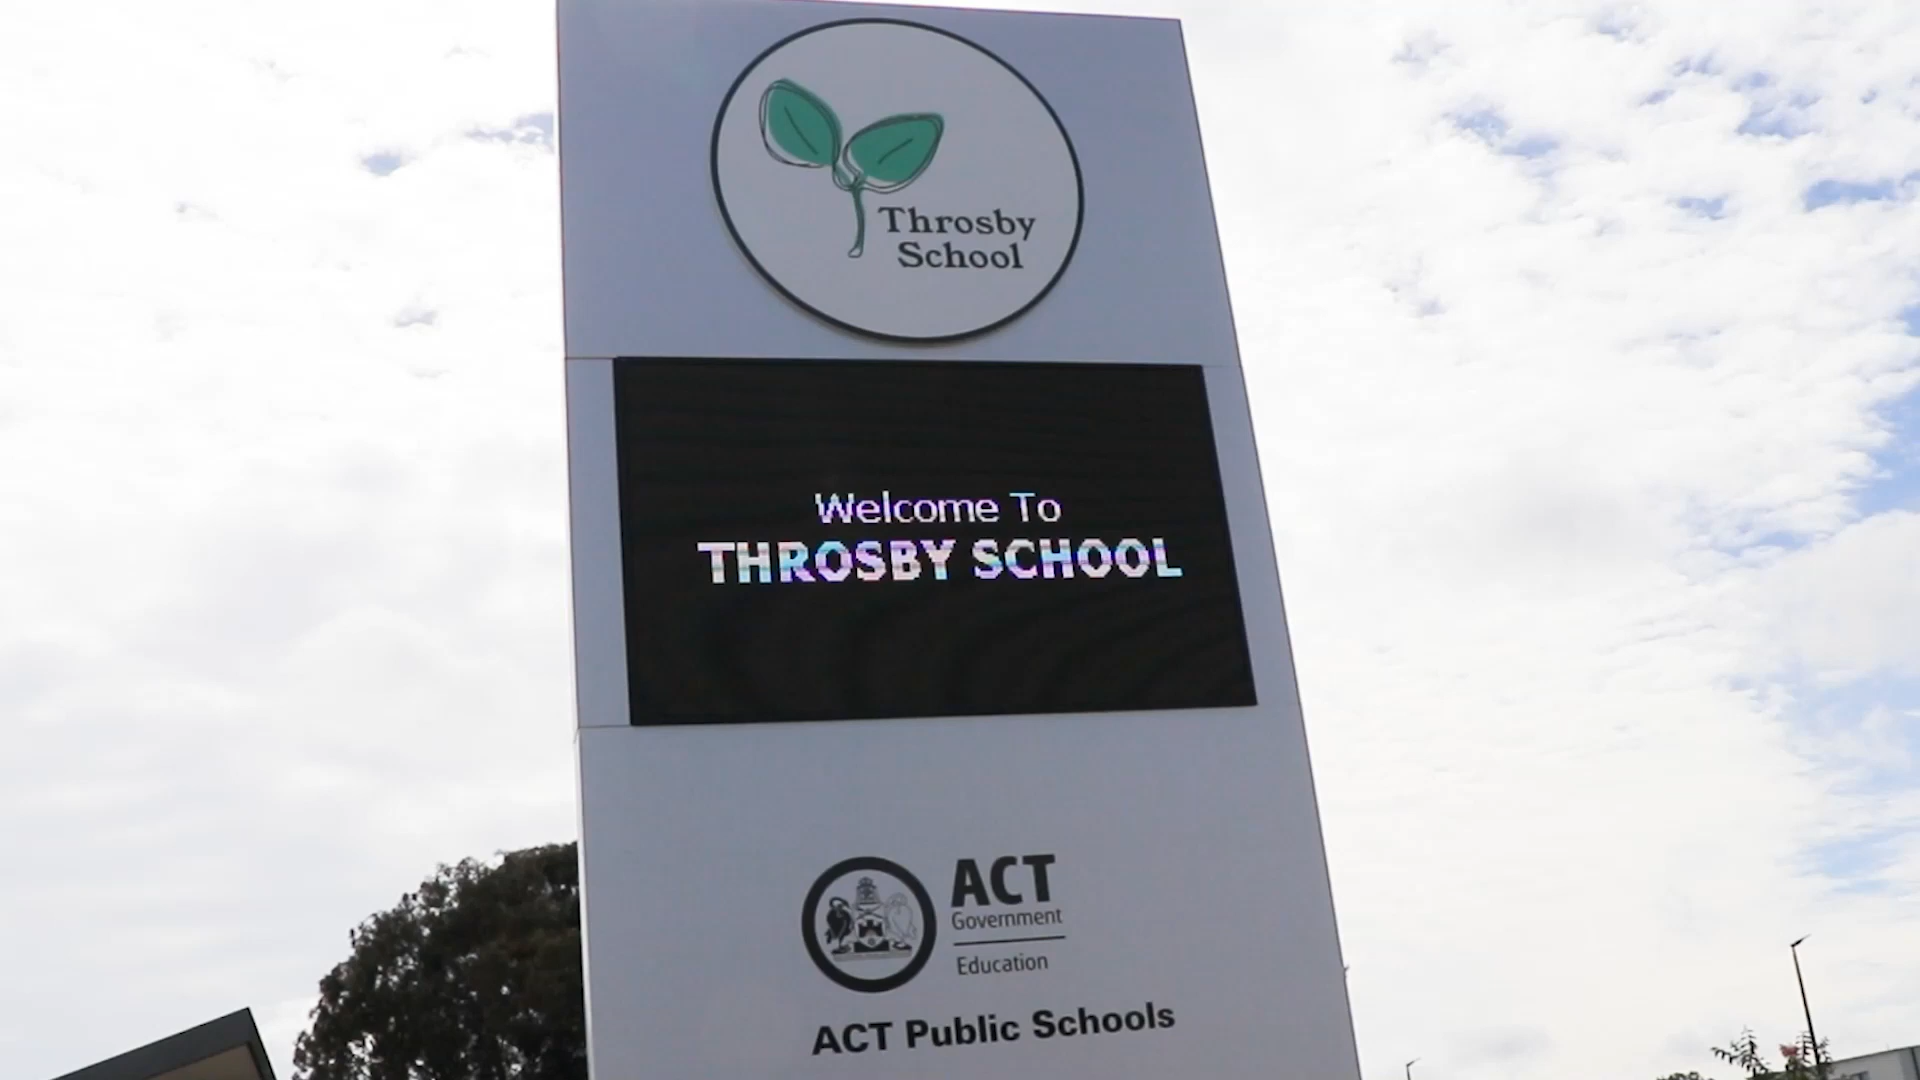 Throsby
School
Welcome To
THROSBY SCHOOL
ACT
Government
Education
ACT Public Schools